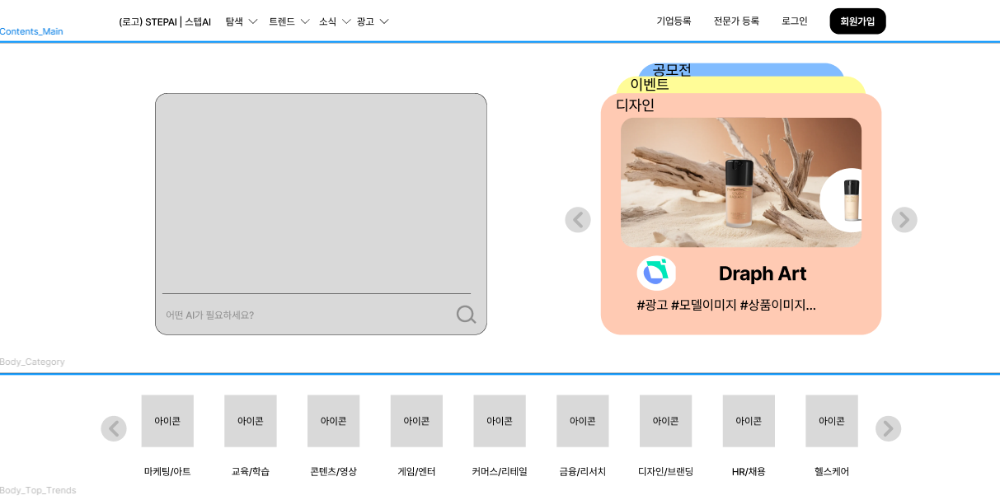 (로고) STEPAI | 스텝AI 탐색 트렌드 소식 광고 기업등록 전문가 등록 로그인 회원가입
Contents_Main
공모전
이벤트
디자인
Draph Art
#광고 #모델이미지 #상품이미지...
어떤 AI가 필요하세요?
Body_Category
아이콘 아이콘 아이콘 아이콘 아이콘 아이콘 아이콘 아이콘 아이콘
마케팅/아트 교육/학습 콘텐츠/영상 게임/엔터 커머스/리테일 금융/리서치 디자인/브랜딩 HR/채용 헬스케어
Body_Top_Trends